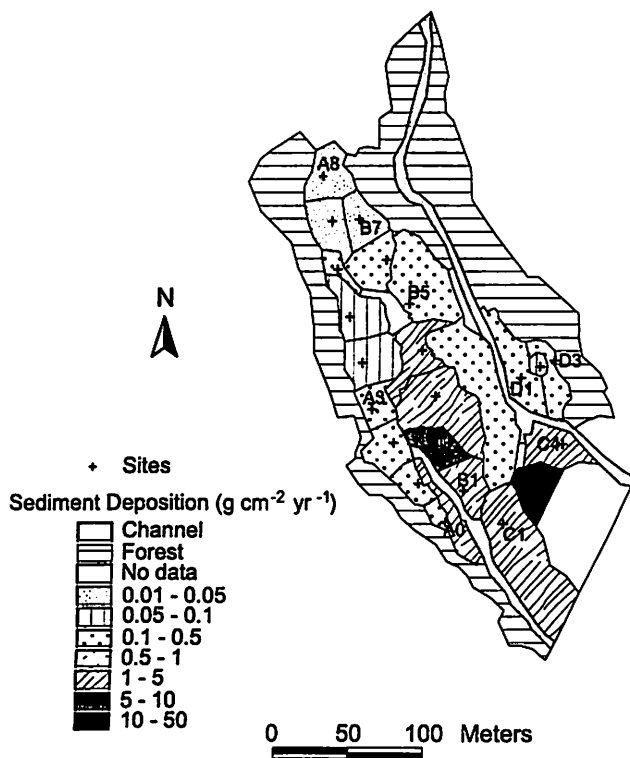 A8
B7
N
B5
D3
D1
A3
C4
B1
A0
C1
+ Sites
Sediment Deposition (g cm⁻² yr⁻¹)
Channel
Forest
No data
0.01 - 0.05
0.05 - 0.1
0.1 - 0.5
0.5 - 1
1 - 5
5 - 10
10 - 50
0 50 100 Meters